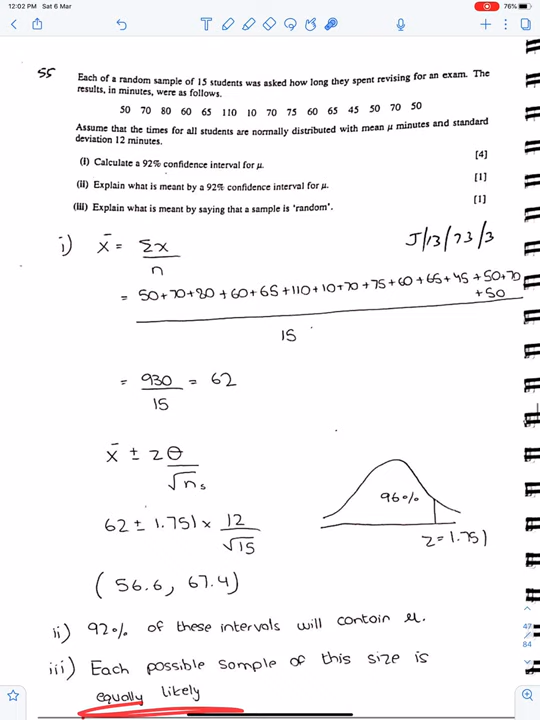 12:02 PM Sat 6 Mar
76%
55
Each of a random sample of 15 students was asked how long they spent revising for an exam. The
results, in minutes, were as follows.
50 70 80 60 65 110 10 70 75 60 65 45 50 70 50
Assume that the times for all students are normally distributed with mean μ minutes and standard
deviation 12 minutes.
(i) Calculate a 92% confidence interval for μ. [4]
(ii) Explain what is meant by a 92% confidence interval for μ. [1]
(iii) Explain what is meant by saying that a sample is 'random'. [1]
J/13/73/3
i) x̄ = Σx
n
= 50+70+80+60+65+110+10+70+75+60+65+45+50+70
+50
15
= 930 = 62
15
x̄ ± zθ
√ns
96%
62 ± 1.751 × 12
√15
z=1.751
(56.6, 67.4)
ii) 92% of these intervals will contain μ.
iii) Each possible sample of this size is
equally likely
47
84